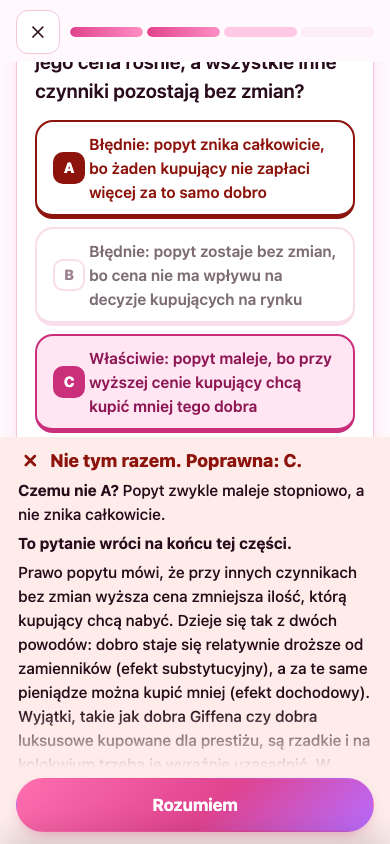 jego cena rośnie, a wszystkie inne
czynniki pozostają bez zmian?
A
Błędnie: popyt znika całkowicie,
bo żaden kupujący nie zapłaci
więcej za to samo dobro
B
Błędnie: popyt zostaje bez zmian,
bo cena nie ma wpływu na
decyzje kupujących na rynku
C
Właściwie: popyt maleje, bo przy
wyższej cenie kupujący chcą
kupić mniej tego dobra
Nie tym razem. Poprawna: C.
Czemu nie A? Popyt zwykle maleje stopniowo, a
nie znika całkowicie.
To pytanie wróci na końcu tej części.
Prawo popytu mówi, że przy innych czynnikach
bez zmian wyższa cena zmniejsza ilość, którą
kupujący chcą nabyć. Dzieje się tak z dwóch
powodów: dobro staje się relatywnie droższe od
zamienników (efekt substytucyjny), a za te same
pieniądze można kupić mniej (efekt dochodowy).
Wyjątki, takie jak dobra Giffena czy dobra
luksusowe kupowane dla prestiżu, są rzadkie i na
kolokwium trzeba je wyraźnie uzasadnić. W
Rozumiem